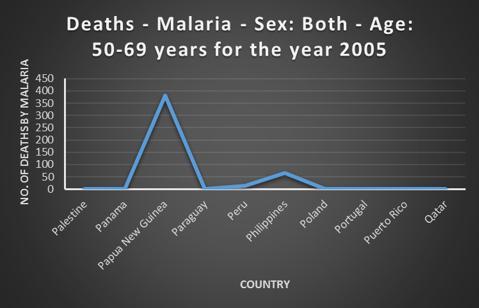 Deaths - Malaria - Sex: Both - Age:
50-69 years for the year 2005
NO. OF DEATHS BY MALARIA
450
400
350
300
250
200
150
100
50
0
Palestine
Panama
Papua New Guinea
Paraguay
Peru
Philippines
Poland
Portugal
Puerto Rico
Qatar
COUNTRY